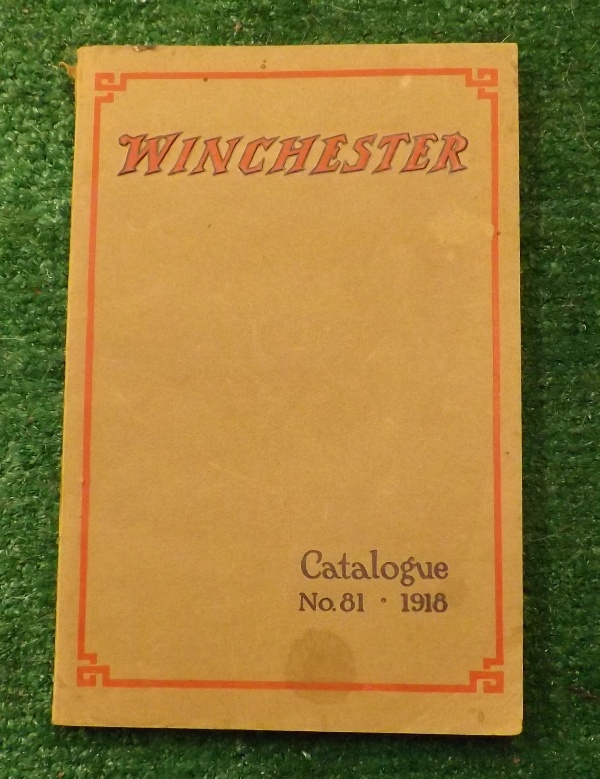 WINCHESTER
Catalogue
No. 81 • 1918